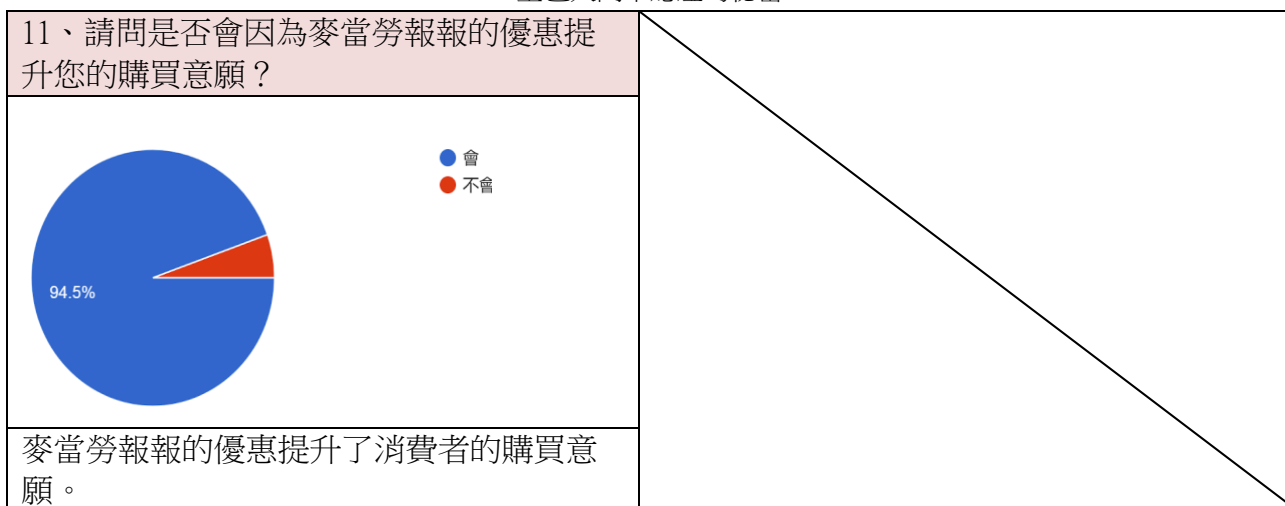 11、請問是否會因為麥當勞報報的優惠提
升您的購買意願？
會
不會
94.5%
麥當勞報報的優惠提升了消費者的購買意
願。